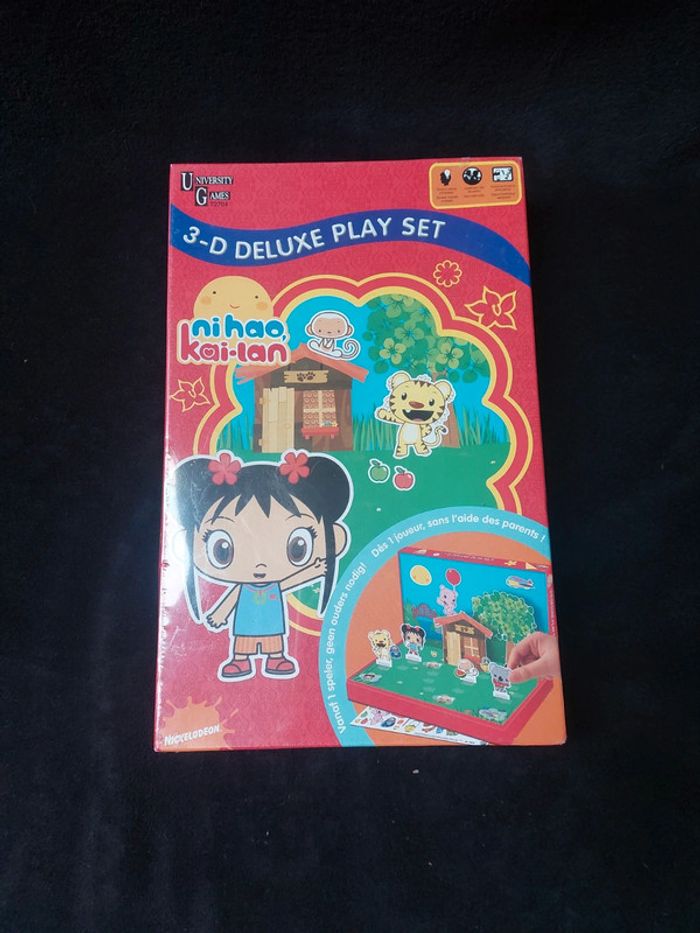 UNIVERSITY
GAMES
3-D DELUXE PLAY SET
ni hao,
kai-lan
Vanaf 1 speler, geen ouders nodig! Dès 1 joueur, sans l'aide des parents !
NICKELODEON